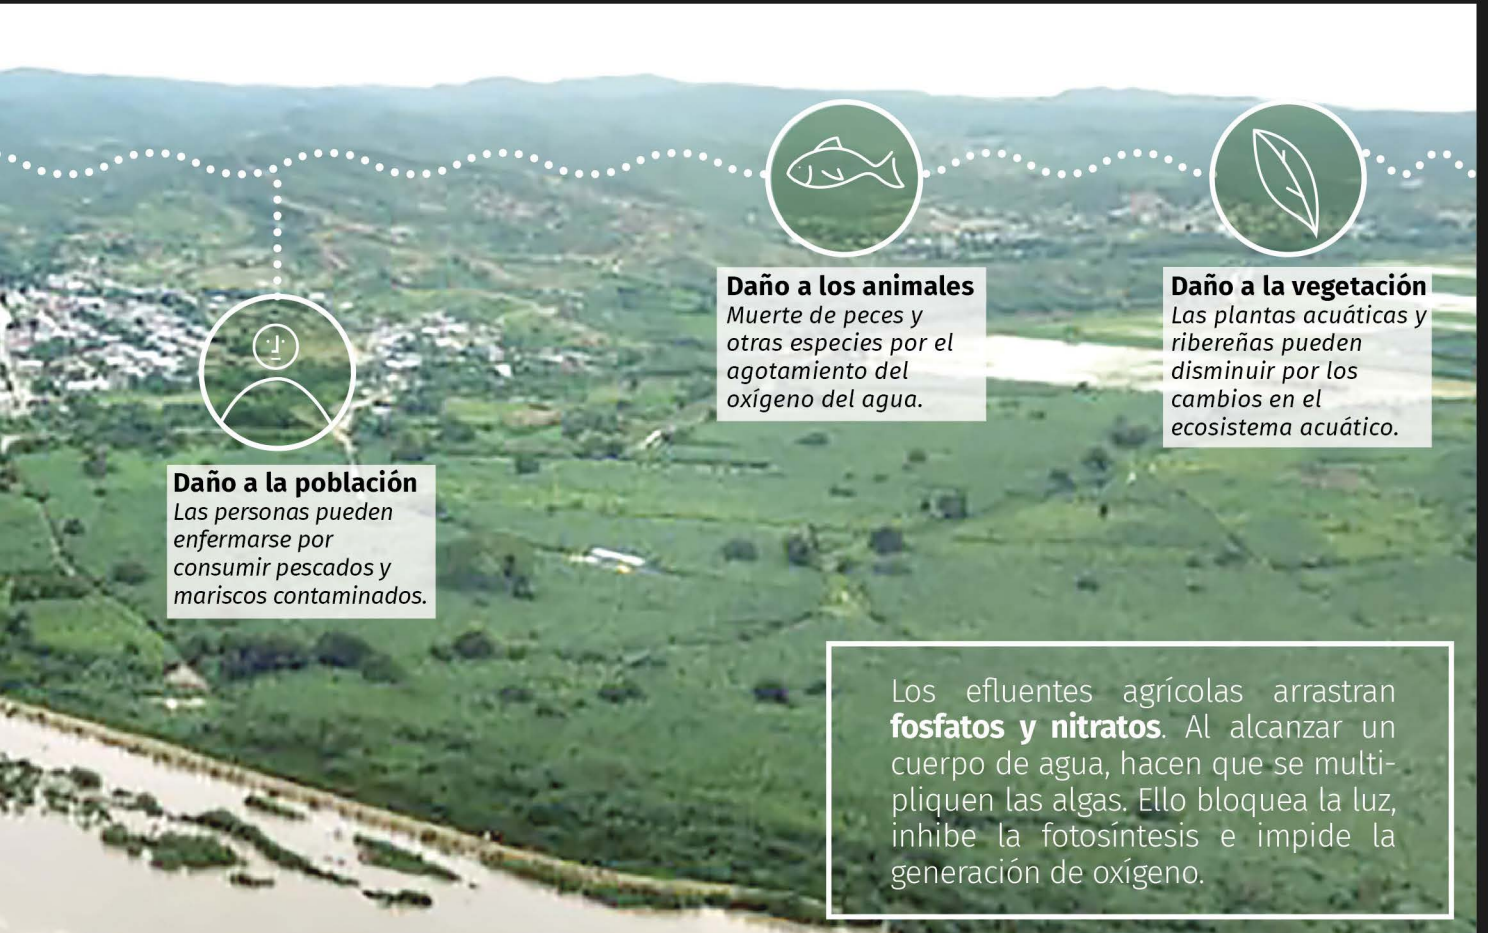 Daño a los animales
Muerte de peces y
otras especies por el
agotamiento del
oxígeno del agua.
Daño a la vegetación
Las plantas acuáticas y
ribereñas pueden
disminuir por los
cambios en el
ecosistema acuático.
Daño a la población
Las personas pueden
enfermarse por
consumir pescados y
mariscos contaminados.
Los efluentes agrícolas arrastran
fosfatos y nitratos. Al alcanzar un
cuerpo de agua, hacen que se multi-
pliquen las algas. Ello bloquea la luz,
inhibe la fotosíntesis e impide la
generación de oxígeno.